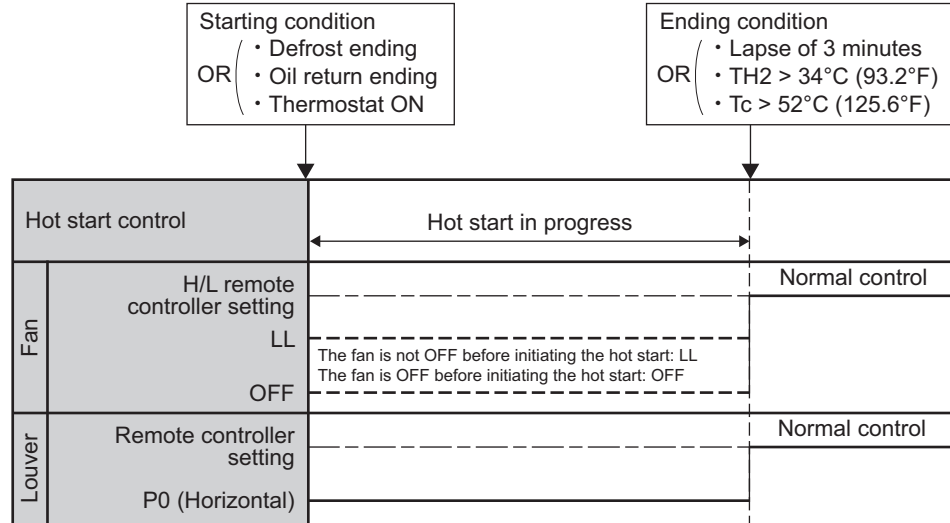 Starting condition
OR
・Defrost ending
・Oil return ending
・Thermostat ON
Ending condition
OR
・Lapse of 3 minutes
・TH2 > 34°C (93.2°F)
・Tc > 52°C (125.6°F)
Hot start control
Hot start in progress
Fan
H/L remote
controller setting
Normal control
LL
The fan is not OFF before initiating the hot start: LL
The fan is OFF before initiating the hot start: OFF
OFF
Louver
Remote controller
setting
Normal control
P0 (Horizontal)